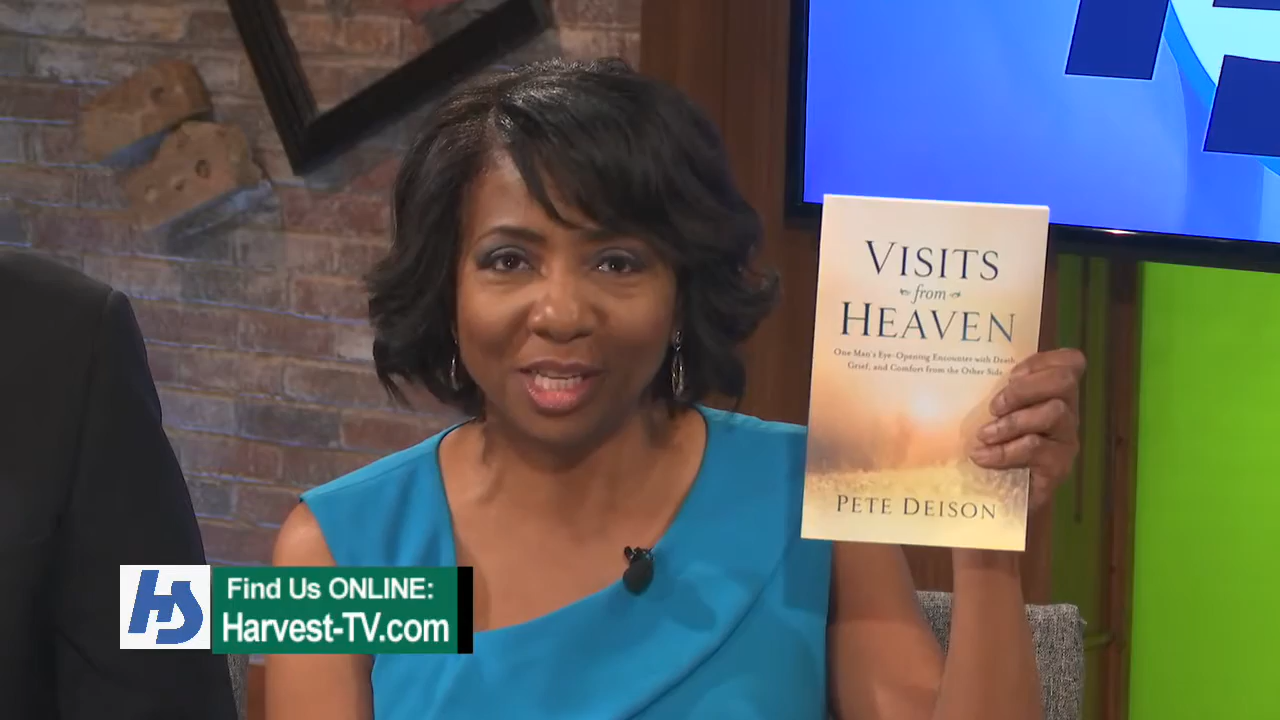 VISITS
from
HEAVEN
One Man's Eye-Opening Encounter with Death,
Grief, and Comfort from the Other Side
PETE DEISON
HS
Find Us ONLINE:
Harvest-TV.com